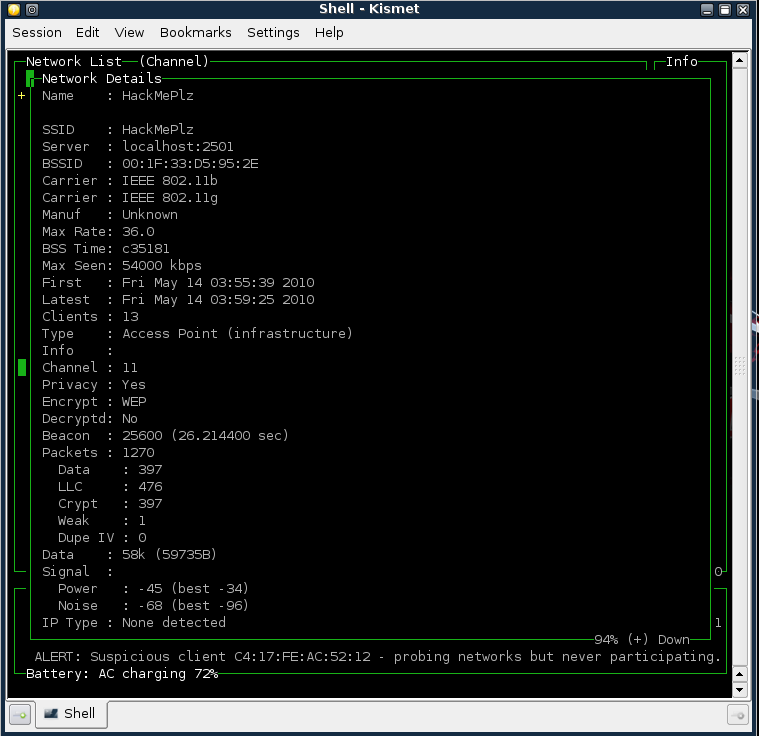 Shell - Kismet
Session Edit View Bookmarks Settings Help
Network List—(Channel) Info
Network Details
+ Name : HackMePlz
SSID : HackMePlz
Server : localhost:2501
BSSID : 00:1F:33:D5:95:2E
Carrier : IEEE 802.11b
Carrier : IEEE 802.11g
Manuf : Unknown
Max Rate: 36.0
BSS Time: c35181
Max Seen: 54000 kbps
First : Fri May 14 03:55:39 2010
Latest : Fri May 14 03:59:25 2010
Clients : 13
Type : Access Point (infrastructure)
Info :
Channel : 11
Privacy : Yes
Encrypt : WEP
Decryptd: No
Beacon : 25600 (26.214400 sec)
Packets : 1270
Data : 397
LLC : 476
Crypt : 397
Weak : 1
Dupe IV : 0
Data : 58k (59735B)
Signal : 0
Power : -45 (best -34)
Noise : -68 (best -96)
IP Type : None detected 1
94% (+) Down
ALERT: Suspicious client C4:17:FE:AC:52:12 - probing networks but never participating.
Battery: AC charging 72%
Shell